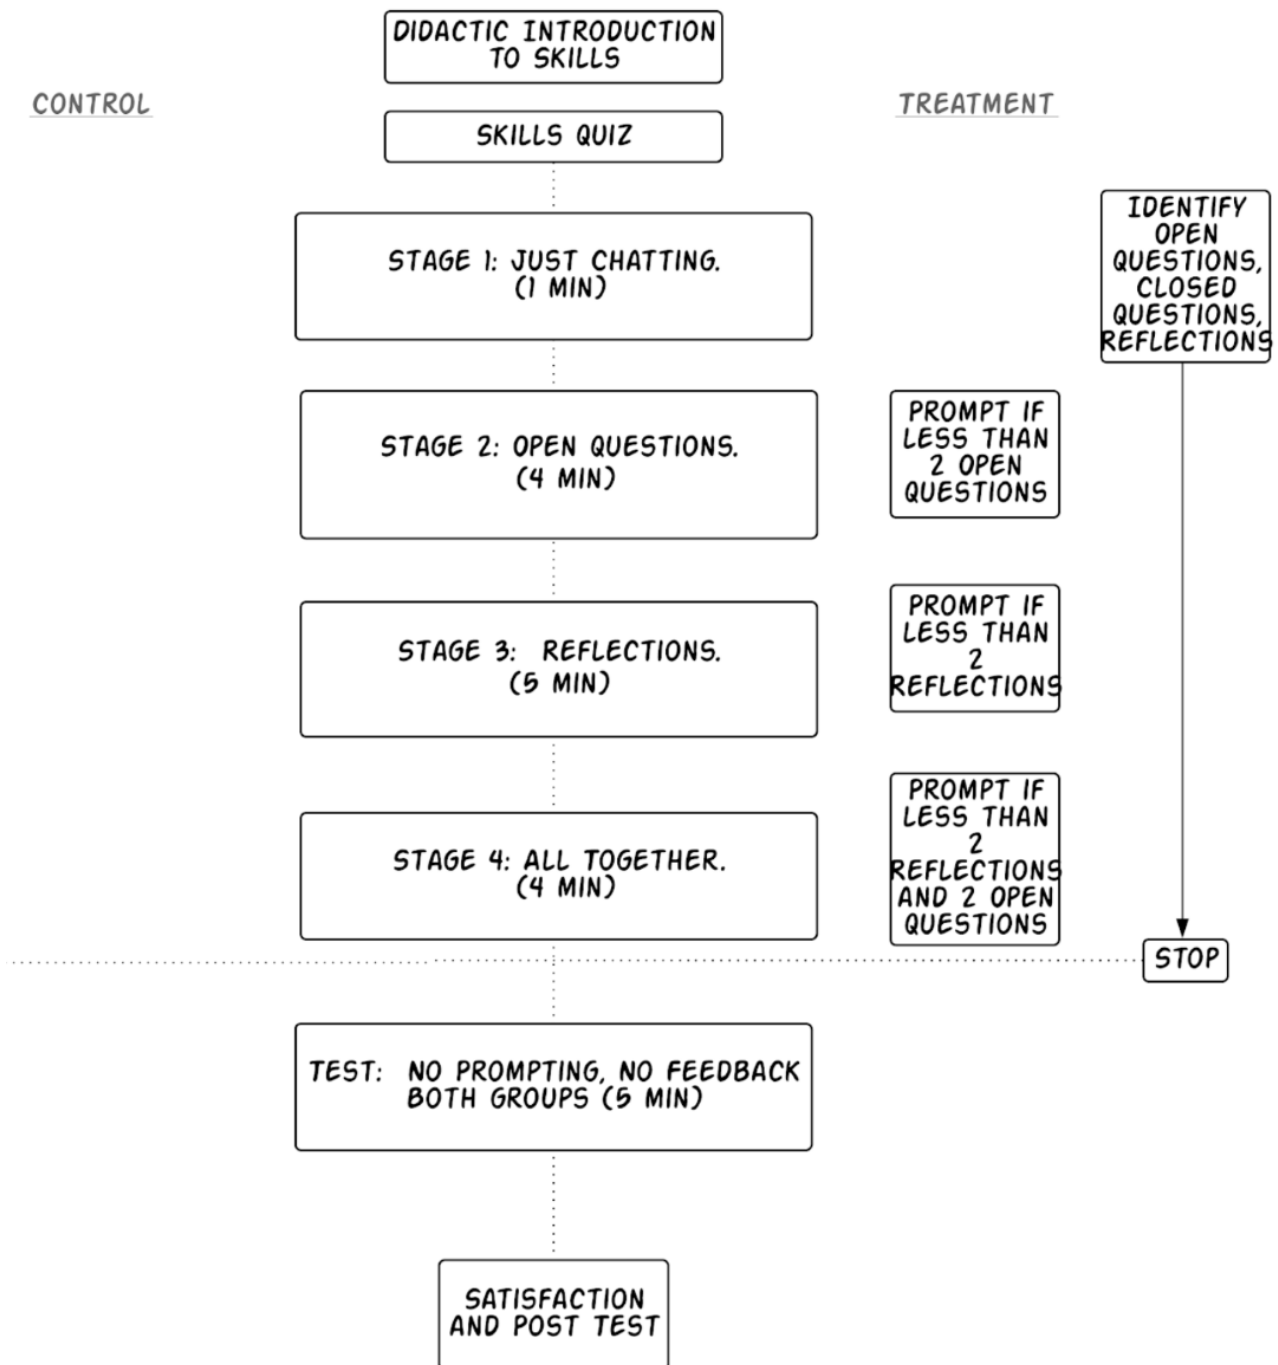 DIDACTIC INTRODUCTION
TO SKILLS
CONTROL
TREATMENT
SKILLS QUIZ
IDENTIFY
OPEN
QUESTIONS,
CLOSED
QUESTIONS,
REFLECTIONS
STAGE 1: JUST CHATTING.
(1 MIN)
STAGE 2: OPEN QUESTIONS.
(4 MIN)
PROMPT IF
LESS THAN
2 OPEN
QUESTIONS
STAGE 3: REFLECTIONS.
(5 MIN)
PROMPT IF
LESS THAN
2
REFLECTIONS
STAGE 4: ALL TOGETHER.
(4 MIN)
PROMPT IF
LESS THAN
2
REFLECTIONS
AND 2 OPEN
QUESTIONS
STOP
TEST: NO PROMPTING, NO FEEDBACK
BOTH GROUPS (5 MIN)
SATISFACTION
AND POST TEST